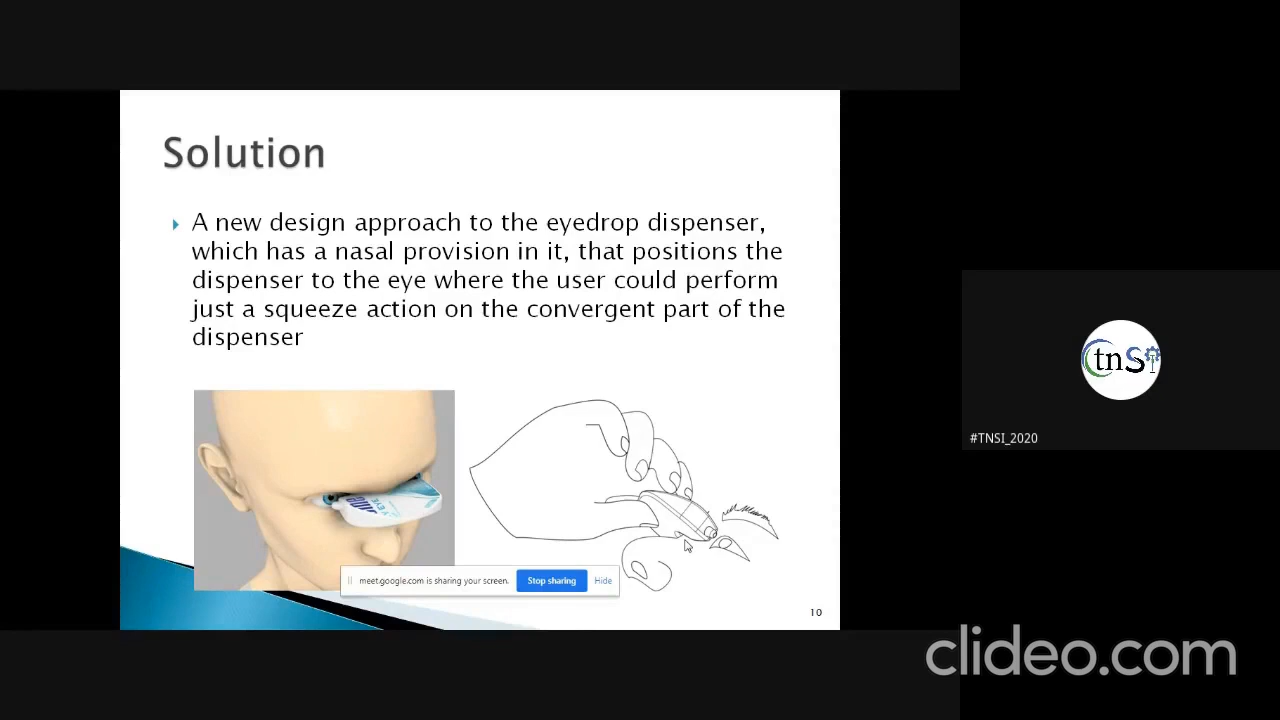 Solution
A new design approach to the eyedrop dispenser,
which has a nasal provision in it, that positions the
dispenser to the eye where the user could perform
just a squeeze action on the convergent part of the
dispenser
EYE
meet.google.com is sharing your screen.
Stop sharing
Hide
10
tnSi
#TNSI_2020
clideo.com